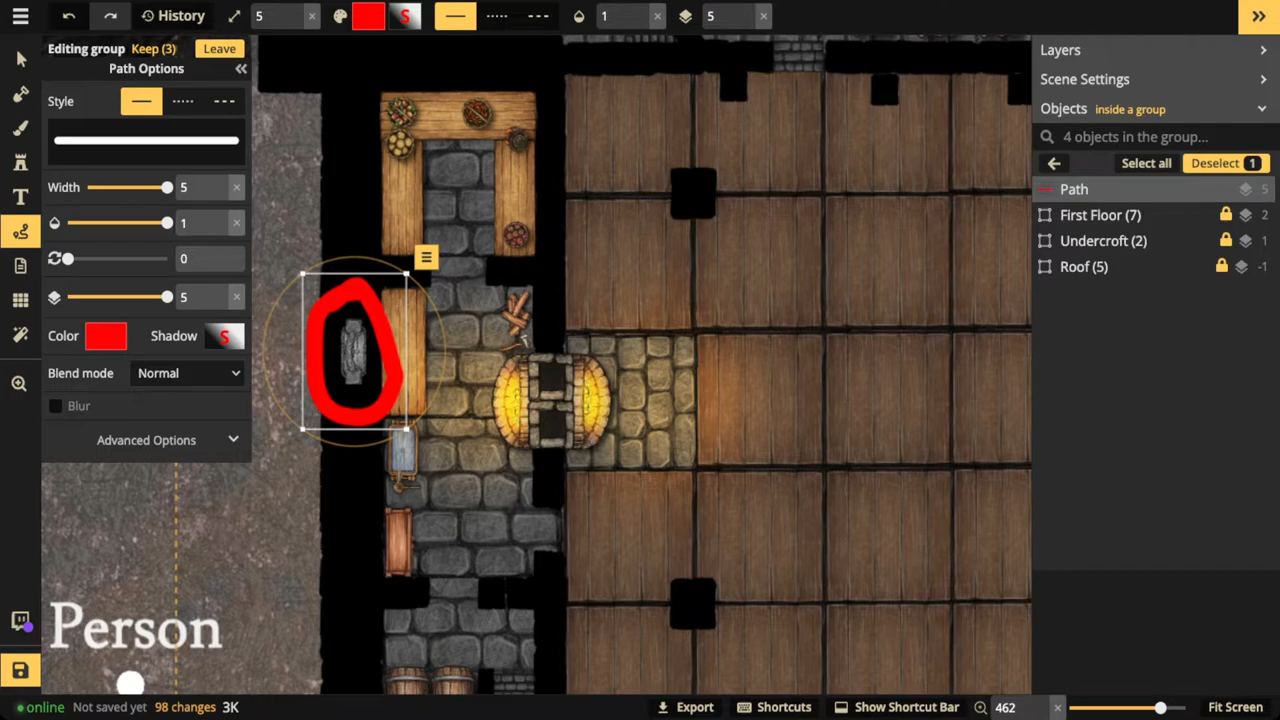 History 5 × S 1 × 5 ×
Editing group Keep (3) Leave
Path Options
Style
Width 5 ×
1 ×
0
5 ×
Color Shadow S
Blend mode Normal
Blur
Advanced Options
Person
Layers
Scene Settings
Objects inside a group
4 objects in the group...
Select all Deselect 1
Path 5
First Floor (7) 2
Undercroft (2) 1
Roof (5) -1
online Not saved yet 98 changes 3K Export Shortcuts Show Shortcut Bar 462 × Fit Screen